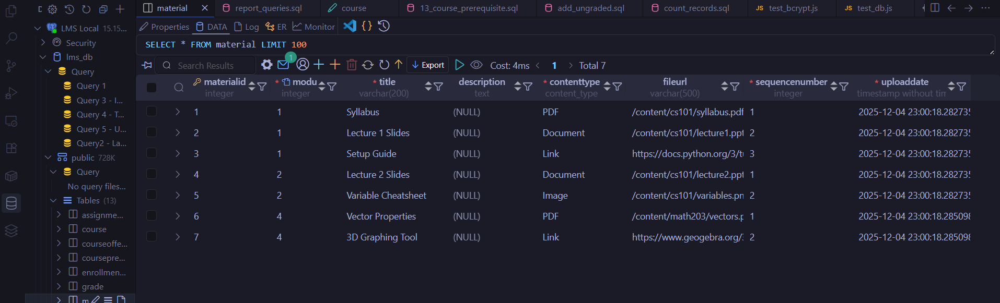 material
report_queries.sql
course
13_course_prerequisite.sql
add_ungraded.sql
count_records.sql
JS test_bcrypt.js
JS test_db.js
LMS Local 15.15...
Security
lms_db
Query
Query 1
Query 3 - I...
Query 4 - T...
Query 5 - U...
Query2 - La...
public 728K
Query
No query files...
Tables (13)
assignme...
course
courseoffe...
coursepre...
enrollmen...
grade
Properties DATA Log ER Monitor
SELECT * FROM material LIMIT 100
Search Results 1 Export Cost: 4ms 1 Total 7
materialid * modu * title description * contenttype fileurl * sequencenumber * uploaddate
integer integer varchar(200) text content_type varchar(500) integer timestamp without tim
1 1 Syllabus (NULL) PDF /content/cs101/syllabus.pdf 1 2025-12-04 23:00:18.282735
2 1 Lecture 1 Slides (NULL) Document /content/cs101/lecture1.ppt 2 2025-12-04 23:00:18.282735
3 1 Setup Guide (NULL) Link https://docs.python.org/3/tu 3 2025-12-04 23:00:18.282735
4 2 Lecture 2 Slides (NULL) Document /content/cs101/lecture2.ppt 1 2025-12-04 23:00:18.282735
5 2 Variable Cheatsheet (NULL) Image /content/cs101/variables.pn 2 2025-12-04 23:00:18.282735
6 4 Vector Properties (NULL) PDF /content/math203/vectors.p 1 2025-12-04 23:00:18.285098
7 4 3D Graphing Tool (NULL) Link https://www.geogebra.org/3 2 2025-12-04 23:00:18.285098